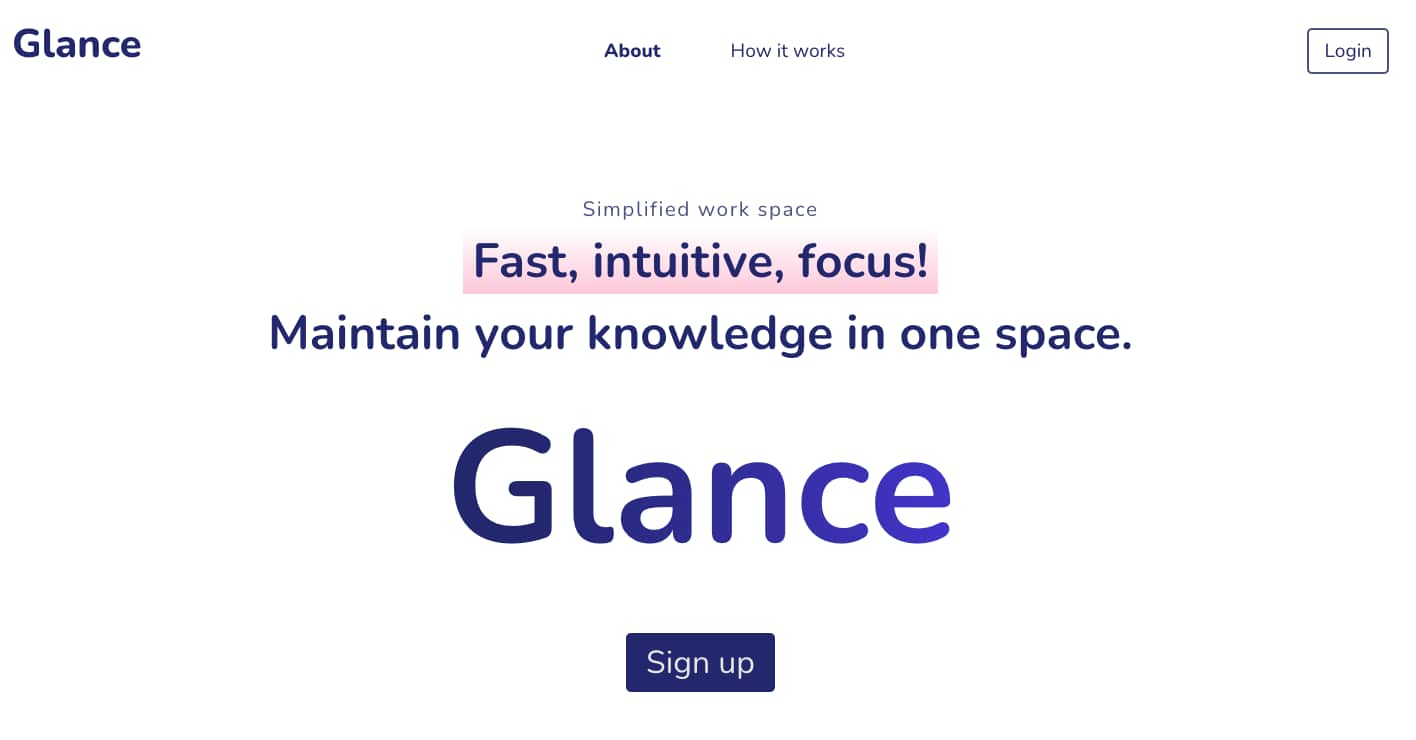 Glance
About
How it works
Login
Simplified work space
Fast, intuitive, focus!
Maintain your knowledge in one space.
Glance
Sign up